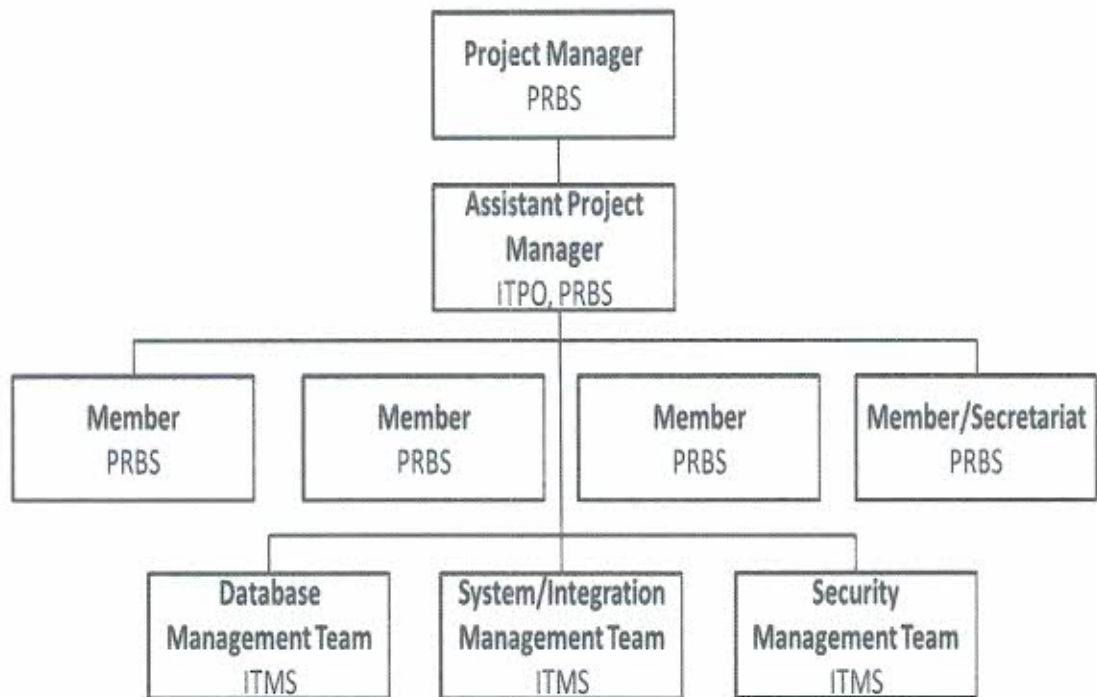 Project Manager
PRBS
Assistant Project
Manager
ITPO, PRBS
Member
PRBS
Member
PRBS
Member
PRBS
Member/Secretariat
PRBS
Database
Management Team
ITMS
System/Integration
Management Team
ITMS
Security
Management Team
ITMS